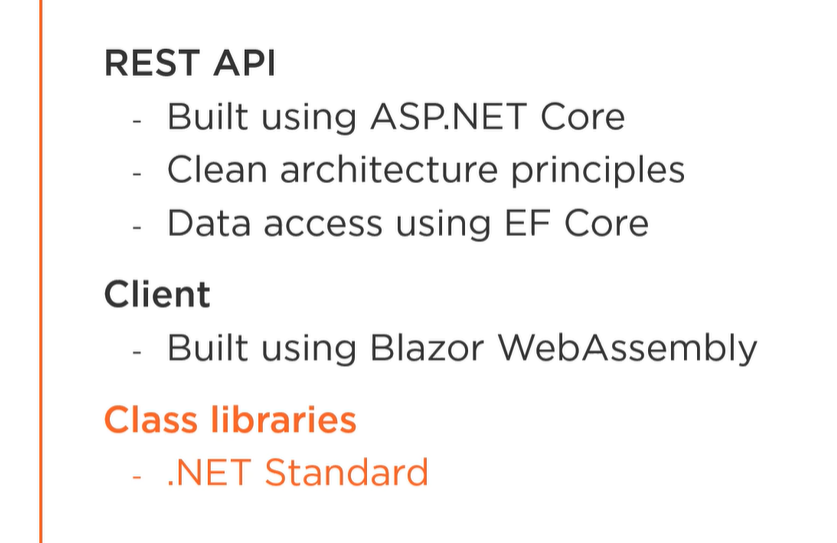 REST API
- Built using ASP.NET Core
- Clean architecture principles
- Data access using EF Core
Client
- Built using Blazor WebAssembly
Class libraries
- .NET Standard